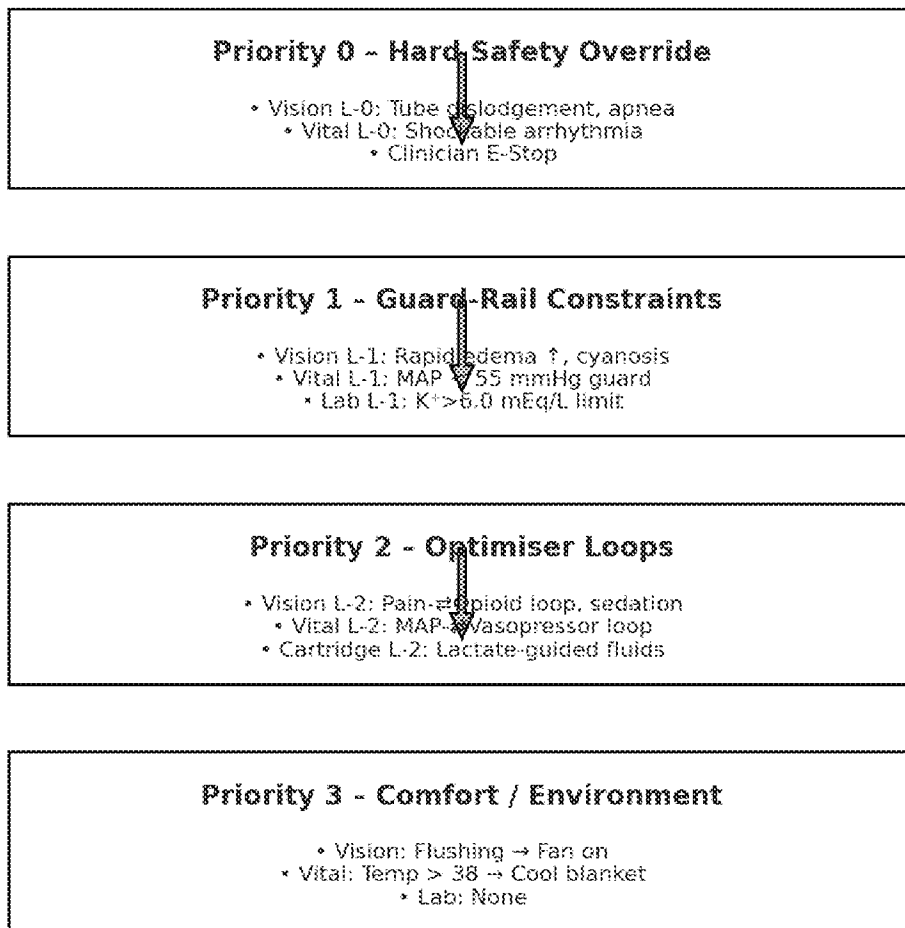 Priority 0 – Hard Safety Override
• Vision L-0: Tube dislodgement, apnea
• Vital L-0: Shockable arrhythmia
• Clinician E-Stop
Priority 1 – Guard-Rail Constraints
• Vision L-1: Rapid edema ↑, cyanosis
• Vital L-1: MAP 55 mmHg guard
• Lab L-1: K⁺>6.0 mEq/L limit
Priority 2 – Optimiser Loops
• Vision L-2: Pain-⇄opioid loop, sedation
• Vital L-2: MAP-Vasopressor loop
• Cartridge L-2: Lactate-guided fluids
Priority 3 – Comfort / Environment
• Vision: Flushing → Fan on
• Vital: Temp > 38 → Cool blanket
• Lab: None